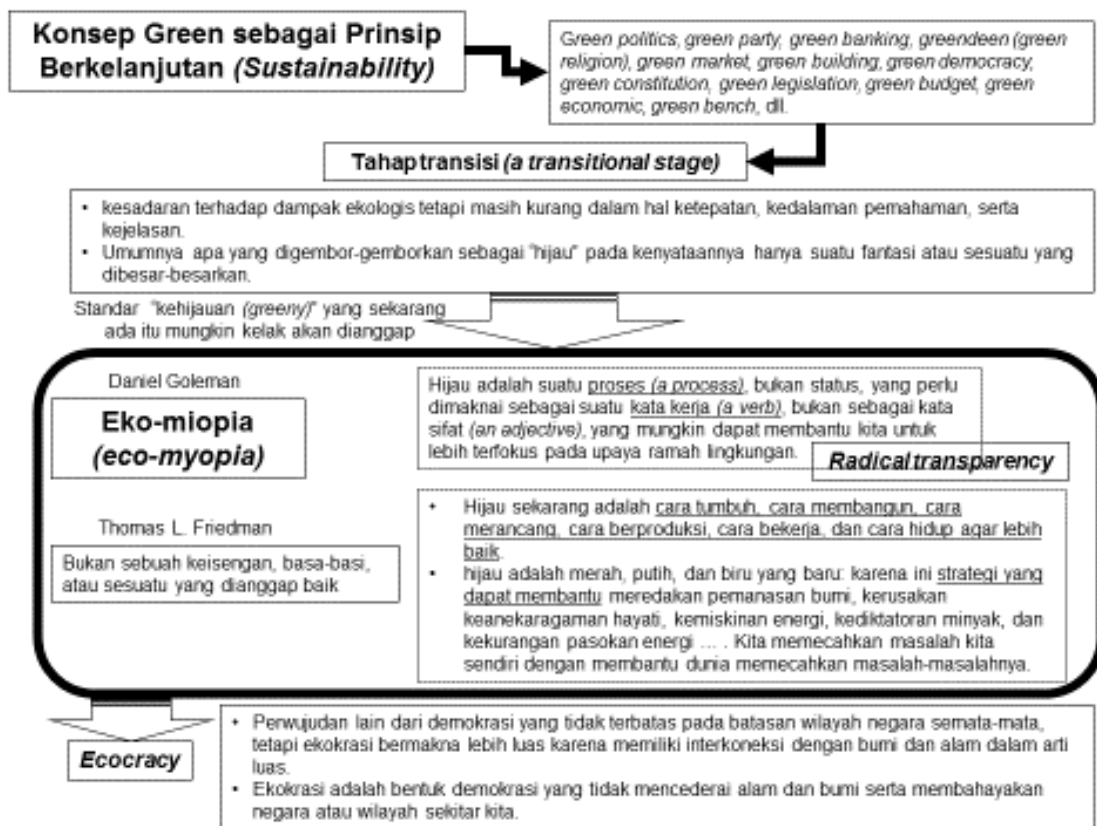 Konsep Green sebagai Prinsip
Berkelanjutan (Sustainability)
Green politics, green party, green banking, greendeen (green
religion), green market, green building, green democracy,
green constitution, green legislation, green budget, green
economic, green bench, dll.
Tahap transisi (a transitional stage)
• kesadaran terhadap dampak ekologis tetapi masih kurang dalam hal ketepatan, kedalaman pemahaman, serta
kejelasan.
• Umumnya apa yang digembor-gemborkan sebagai "hijau" pada kenyataannya hanya suatu fantasi atau sesuatu yang
dibesar-besarkan.
Standar "kehijauan (greeny)" yang sekarang
ada itu mungkin kelak akan dianggap
Daniel Goleman
Eko-miopia
(eco-myopia)
Hijau adalah suatu proses (a process), bukan status, yang perlu
dimaknai sebagai suatu kata kerja (a verb), bukan sebagai kata
sifat (an adjective), yang mungkin dapat membantu kita untuk
lebih terfokus pada upaya ramah lingkungan.
Radical transparency
Thomas L. Friedman
Bukan sebuah keisengan, basa-basi,
atau sesuatu yang dianggap baik
• Hijau sekarang adalah cara tumbuh, cara membangun, cara
merancang, cara berproduksi, cara bekerja, dan cara hidup agar lebih
baik.
• hijau adalah merah, putih, dan biru yang baru: karena ini strategi yang
dapat membantu meredakan pemanasan bumi, kerusakan
keanekaragaman hayati, kemiskinan energi, kediktatoran minyak, dan
kekurangan pasokan energi ... . Kita memecahkan masalah kita
sendiri dengan membantu dunia memecahkan masalah-masalahnya.
Ecocracy
• Perwujudan lain dari demokrasi yang tidak terbatas pada batasan wilayah negara semata-mata,
tetapi ekokrasi bermakna lebih luas karena memiliki interkoneksi dengan bumi dan alam dalam arti
luas.
• Ekokrasi adalah bentuk demokrasi yang tidak mencederai alam dan bumi serta membahayakan
negara atau wilayah sekitar kita.